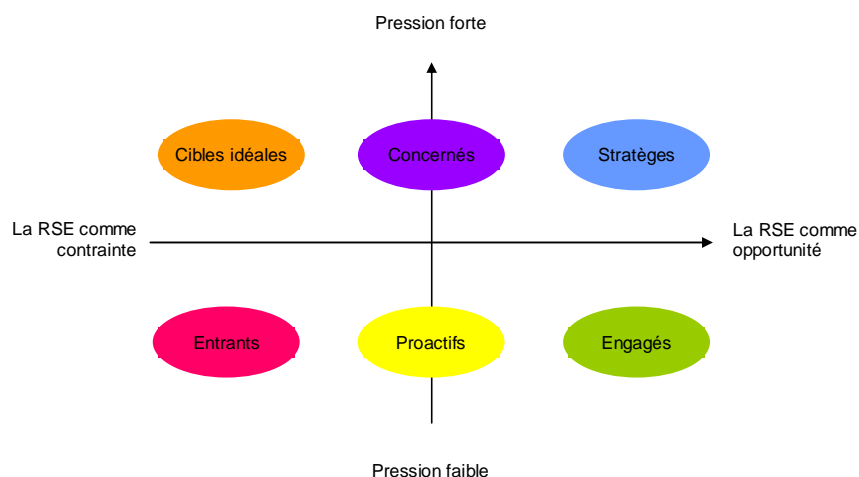 Pression forte
Cibles idéales
Concernés
Stratèges
La RSE comme
contrainte
La RSE comme
opportunité
Entrants
Proactifs
Engagés
Pression faible